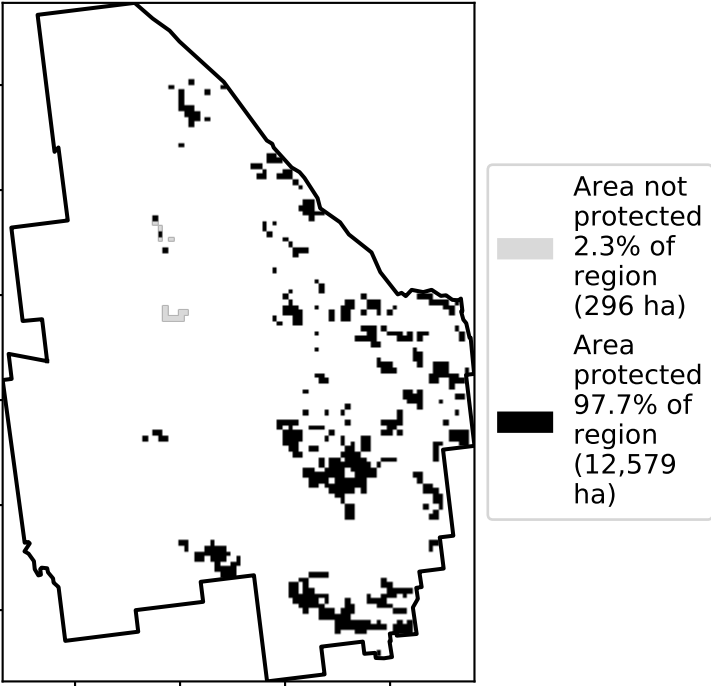 Area not
protected
2.3% of
region
(296 ha)
Area
protected
97.7% of
region
(12,579
ha)